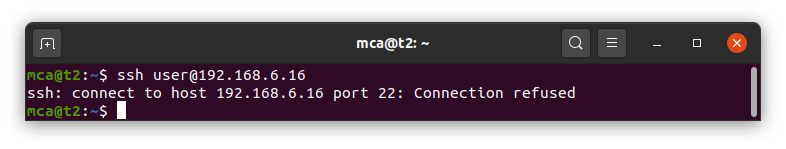 mca@t2: ~
mca@t2:~$ ssh user@192.168.6.16
ssh: connect to host 192.168.6.16 port 22: Connection refused
mca@t2:~$